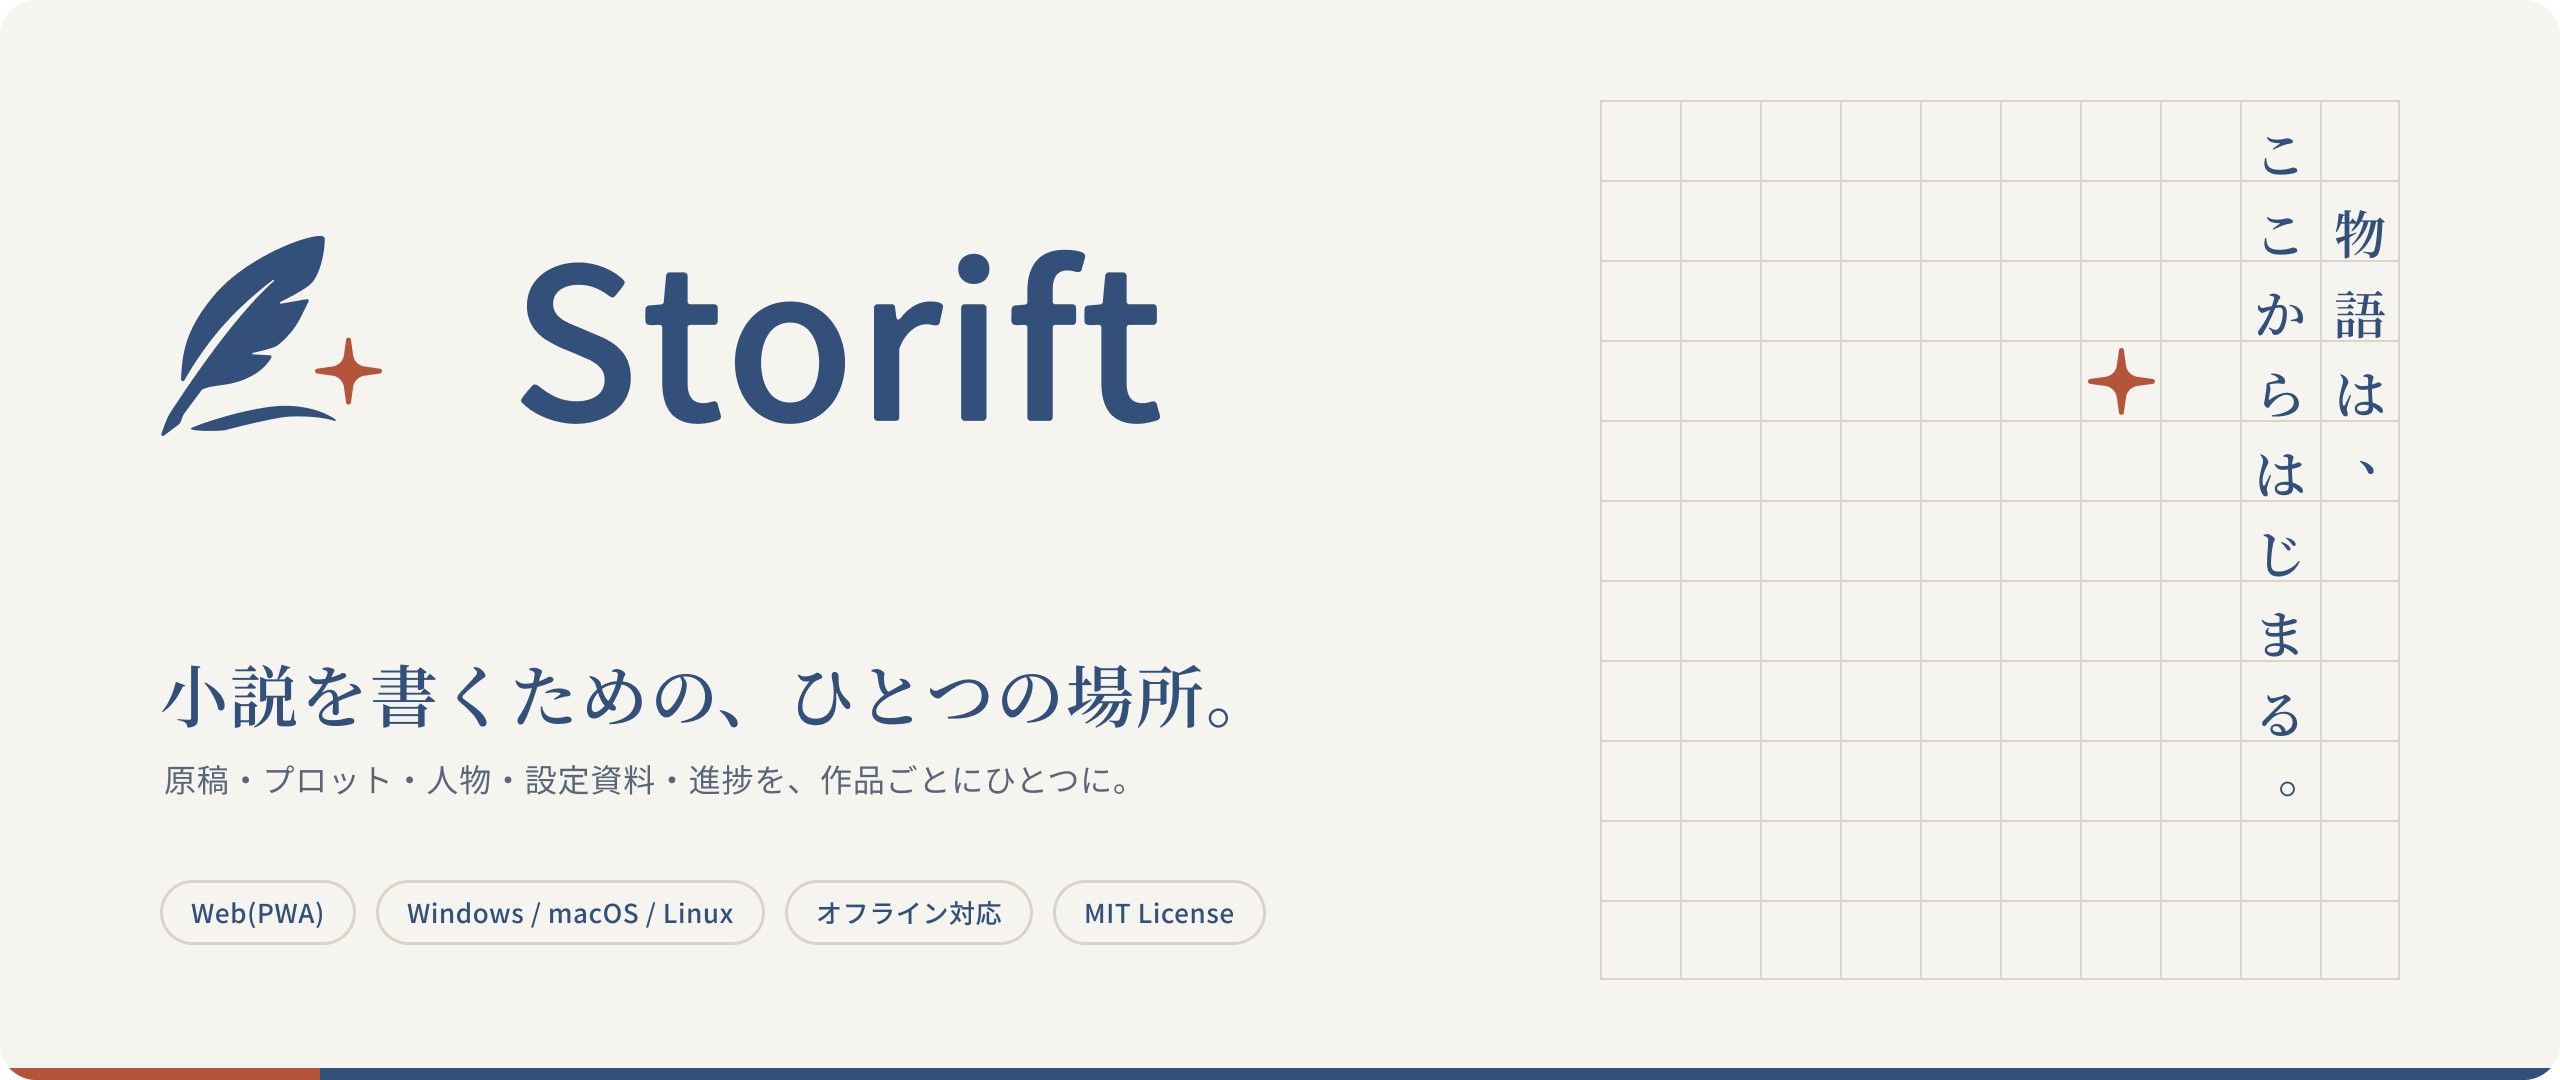 Storift
小説を書くための、ひとつの場所。
原稿・プロット・人物・設定資料・進捗を、作品ごとにひとつに。
Web(PWA)
Windows / macOS / Linux
オフライン対応
MIT License
物語は、
ここからはじまる。